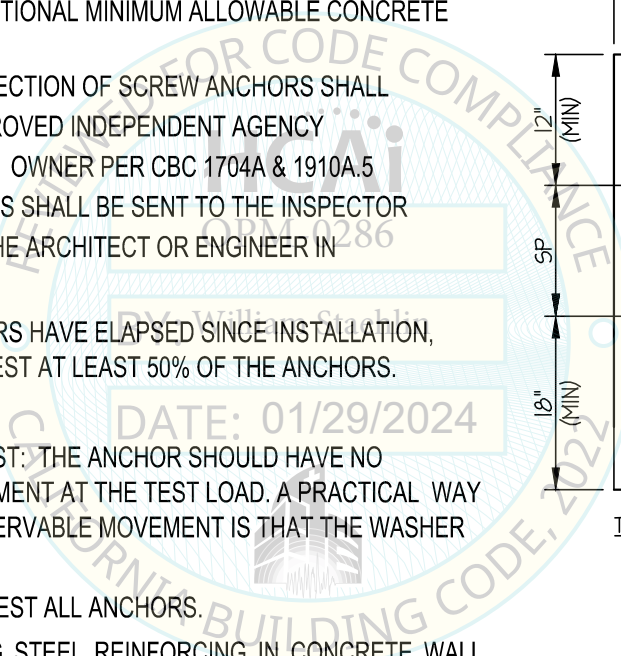 TIONAL MINIMUM ALLOWABLE CONCRETE
ECTION OF SCREW ANCHORS SHALL
ROVED INDEPENDENT AGENCY
OWNER PER CBC 1704A & 1910A.5
S SHALL BE SENT TO THE INSPECTOR
HE ARCHITECT OR ENGINEER IN
RS HAVE ELAPSED SINCE INSTALLATION,
EST AT LEAST 50% OF THE ANCHORS.
ST: THE ANCHOR SHOULD HAVE NO
MENT AT THE TEST LOAD. A PRACTICAL WAY
ERVABLE MOVEMENT IS THAT THE WASHER
EST ALL ANCHORS.
G STEEL REINFORCING IN CONCRETE WALL
REVIEWED FOR CODE COMPLIANCE
HCAi
OPM-0286
BY: William Staehlin
DATE: 01/29/2024
CALIFORNIA BUILDING CODE, 2022
12"
(MIN)
SP
18"
(MIN)
T